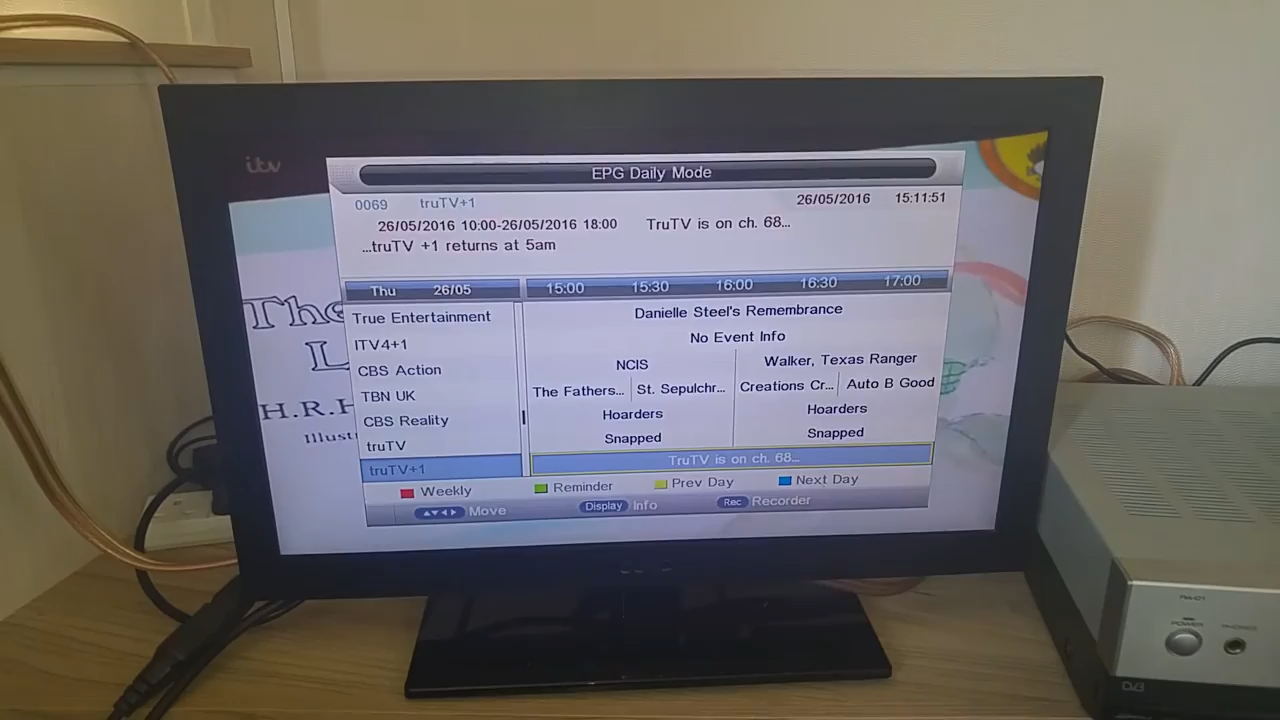 itv
EPG Daily Mode
0069 truTV+1 26/05/2016 15:11:51
26/05/2016 10:00-26/05/2016 18:00 TruTV is on ch. 68...
...truTV +1 returns at 5am
Thu 26/05 15:00 15:30 16:00 16:30 17:00
True Entertainment Danielle Steel's Remembrance
ITV4+1 No Event Info
CBS Action NCIS Walker, Texas Ranger
TBN UK The Fathers... St. Sepulchr... Creations Cr... Auto B Good
CBS Reality Hoarders Hoarders
truTV Snapped Snapped
truTV+1 TruTV is on ch. 68...
Weekly Reminder Prev Day Next Day
Move Display Info Rec Recorder
The
L
H.R.H
Illust
POWER
PHONES
DVB